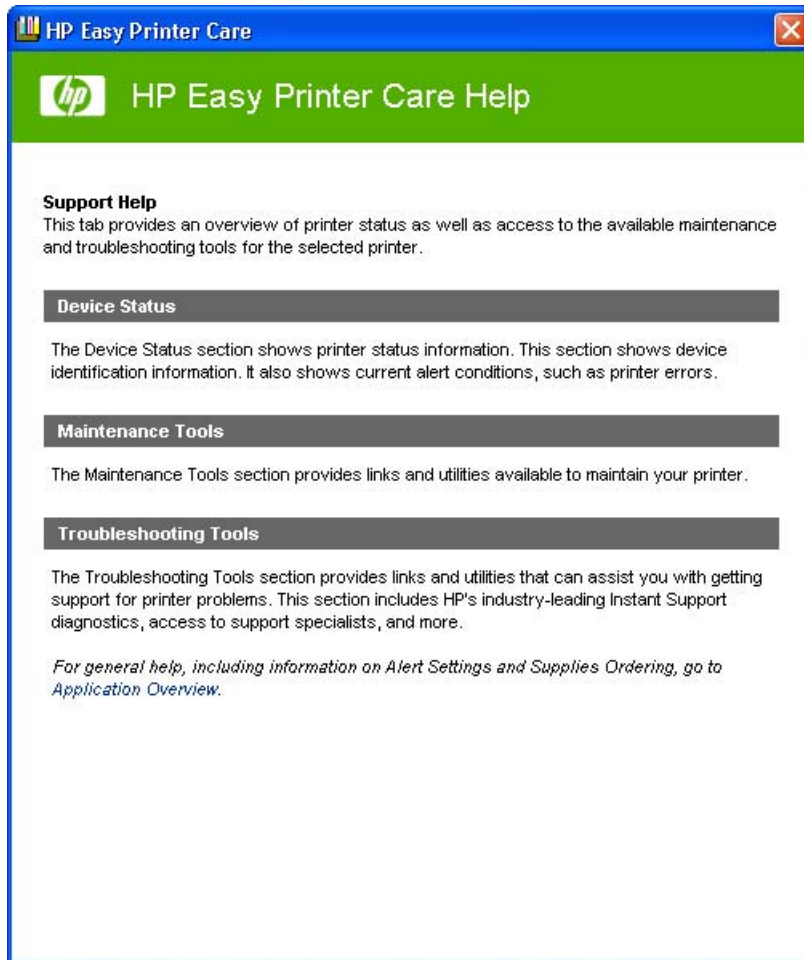 HP Easy Printer Care
hp HP Easy Printer Care Help
Support Help
This tab provides an overview of printer status as well as access to the available maintenance
and troubleshooting tools for the selected printer.
Device Status
The Device Status section shows printer status information. This section shows device
identification information. It also shows current alert conditions, such as printer errors.
Maintenance Tools
The Maintenance Tools section provides links and utilities available to maintain your printer.
Troubleshooting Tools
The Troubleshooting Tools section provides links and utilities that can assist you with getting
support for printer problems. This section includes HP's industry-leading Instant Support
diagnostics, access to support specialists, and more.
For general help, including information on Alert Settings and Supplies Ordering, go to
Application Overview.